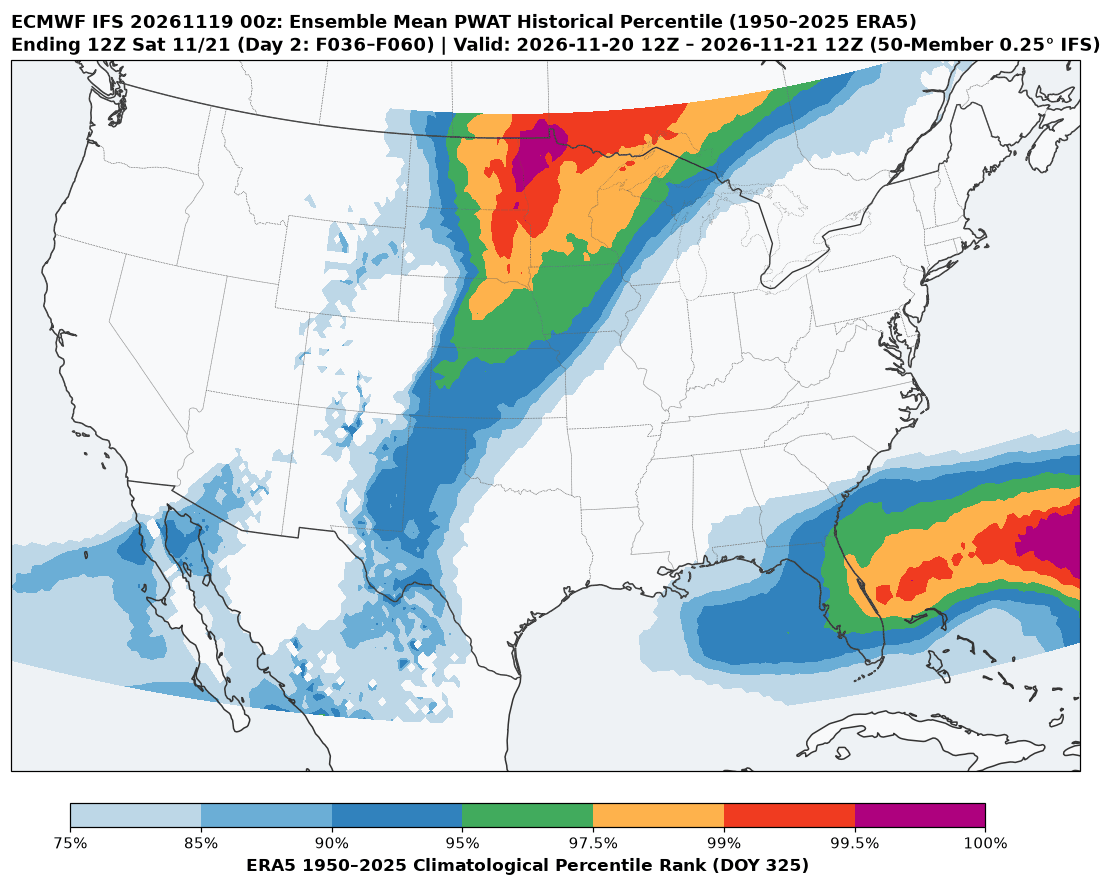 ECMWF IFS 20261119 00z: Ensemble Mean PWAT Historical Percentile (1950–2025 ERA5)
Ending 12Z Sat 11/21 (Day 2: F036–F060) | Valid: 2026-11-20 12Z – 2026-11-21 12Z (50-Member 0.25° IFS)
75% 85% 90% 95% 97.5% 99% 99.5% 100%
ERA5 1950–2025 Climatological Percentile Rank (DOY 325)